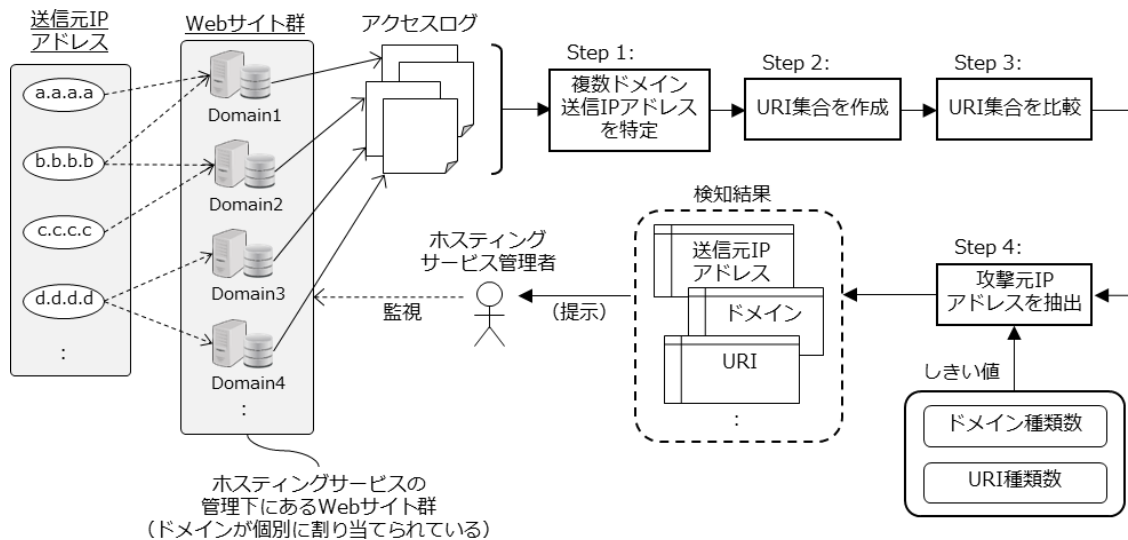 送信元IP
アドレス
a.a.a.a
b.b.b.b
c.c.c.c
d.d.d.d
:
Webサイト群
Domain1
Domain2
Domain3
Domain4
:
アクセスログ
Step 1:
複数ドメイン
送信IPアドレス
を特定
Step 2:
URI集合を作成
Step 3:
URI集合を比較
Step 4:
攻撃元IP
アドレスを抽出
しきい値
ドメイン種類数
URI種類数
検知結果
送信元IP
アドレス
ドメイン
URI
:
(提示)
ホスティング
サービス管理者
監視
ホスティングサービスの
管理下にあるWebサイト群
(ドメインが個別に割り当てられている)